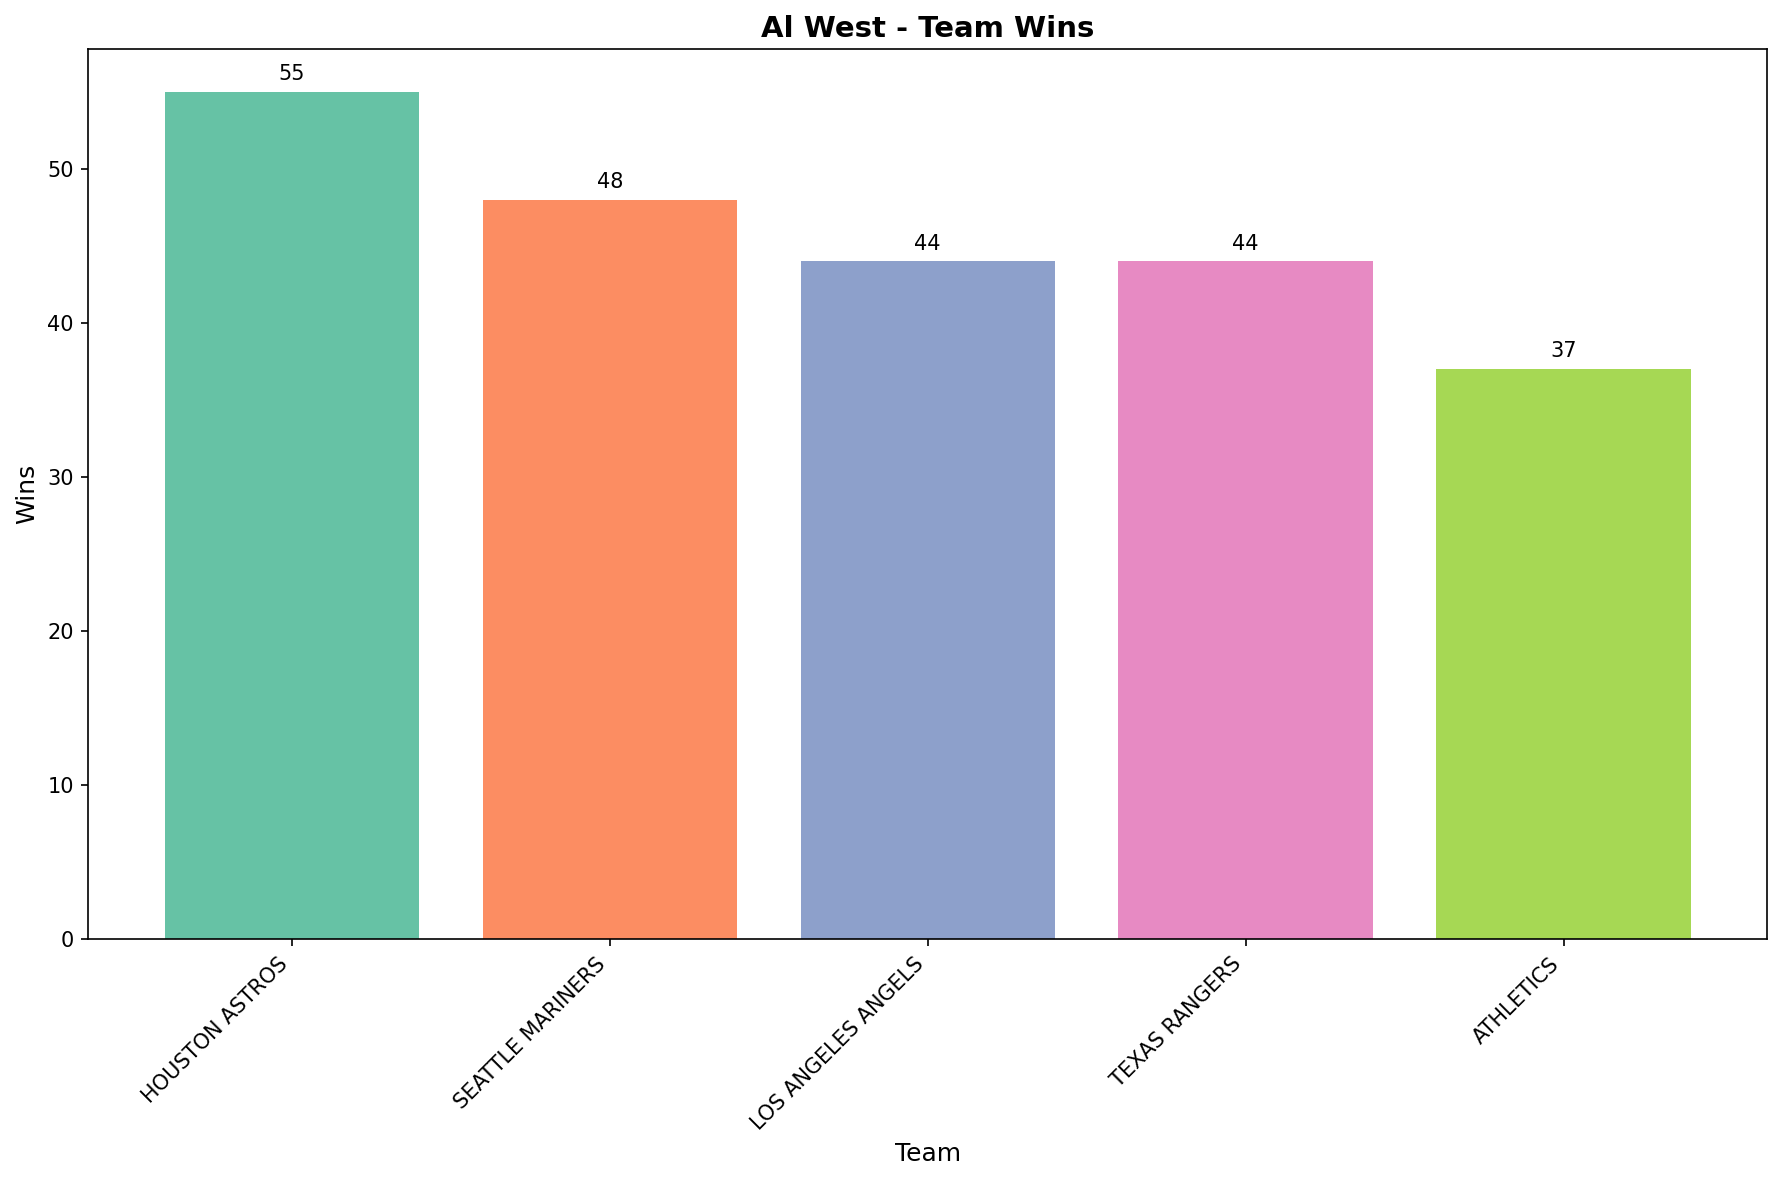 Al West - Team Wins
55
48
44
44
37
Wins
50
40
30
20
10
0
HOUSTON ASTROS
SEATTLE MARINERS
LOS ANGELES ANGELS
TEXAS RANGERS
ATHLETICS
Team